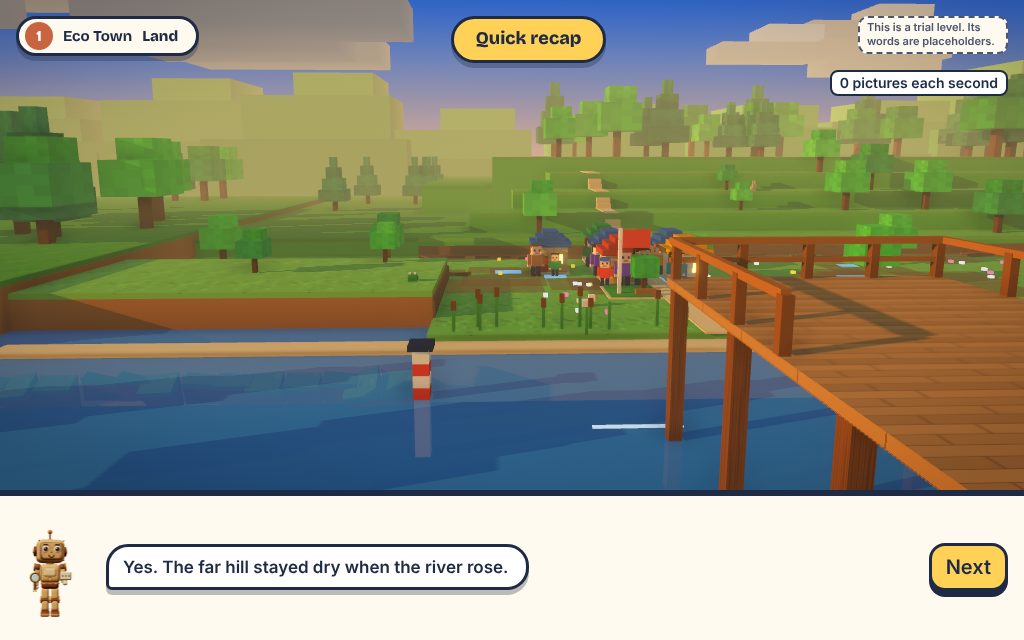 1 Eco Town Land
Quick recap
This is a trial level. Its
words are placeholders.
0 pictures each second
Yes. The far hill stayed dry when the river rose.
Next